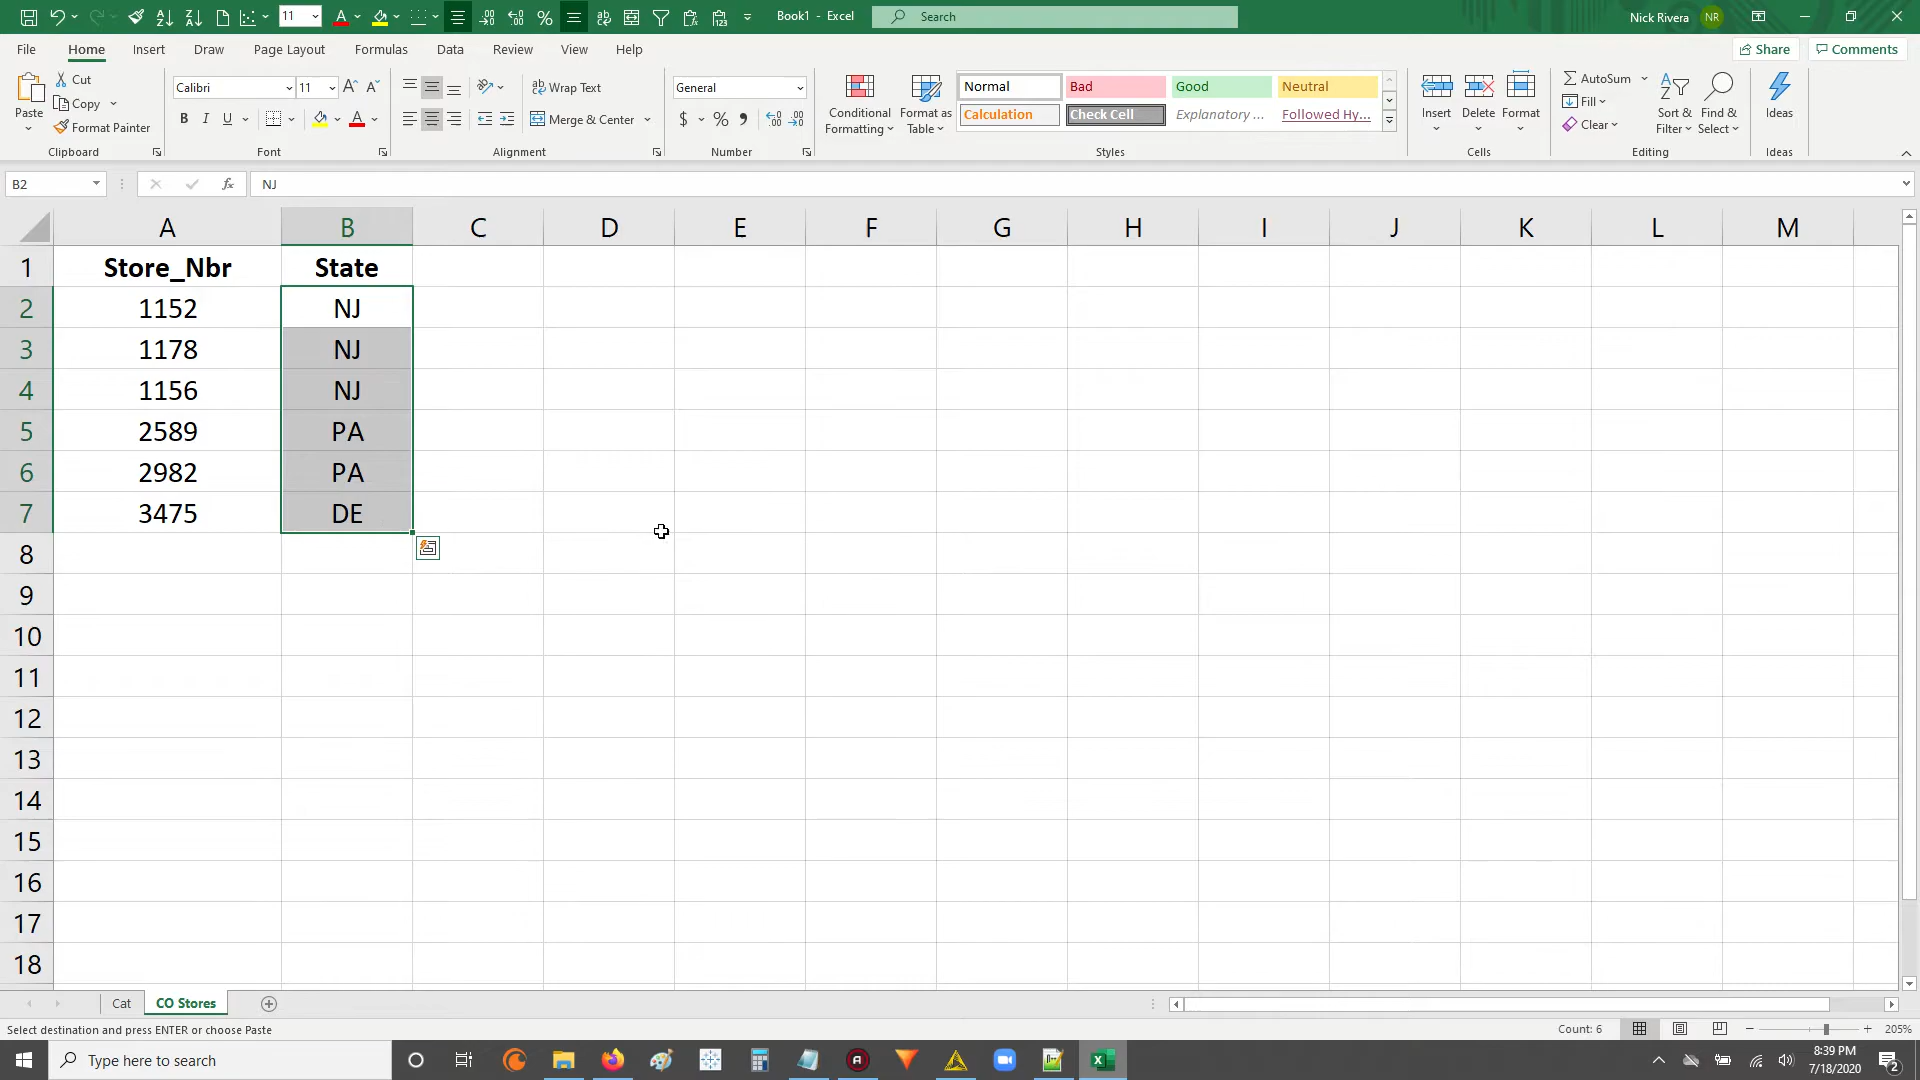 11 Book1 - Excel Search Nick Rivera NR
File Home Insert Draw Page Layout Formulas Data Review View Help Share Comments
Paste Cut Copy Format Painter Clipboard
Calibri 11 B I U A Font
Wrap Text Merge & Center Alignment
General $ % Number
Conditional Formatting Format as Table
Normal Bad Good Neutral
Calculation Check Cell Explanatory ... Followed Hy...
Styles
Insert Delete Format Cells
AutoSum Fill Clear Sort & Filter Find & Select Editing
Ideas Ideas
B2 fx NJ
A B C D E F G H I J K L M
1 Store_Nbr State
2 1152 NJ
3 1178 NJ
4 1156 NJ
5 2589 PA
6 2982 PA
7 3475 DE
8
9
10
11
12
13
14
15
16
17
18
Cat CO Stores
Select destination and press ENTER or choose Paste Count: 6 205%
Type here to search 8:39 PM
7/18/2020 2